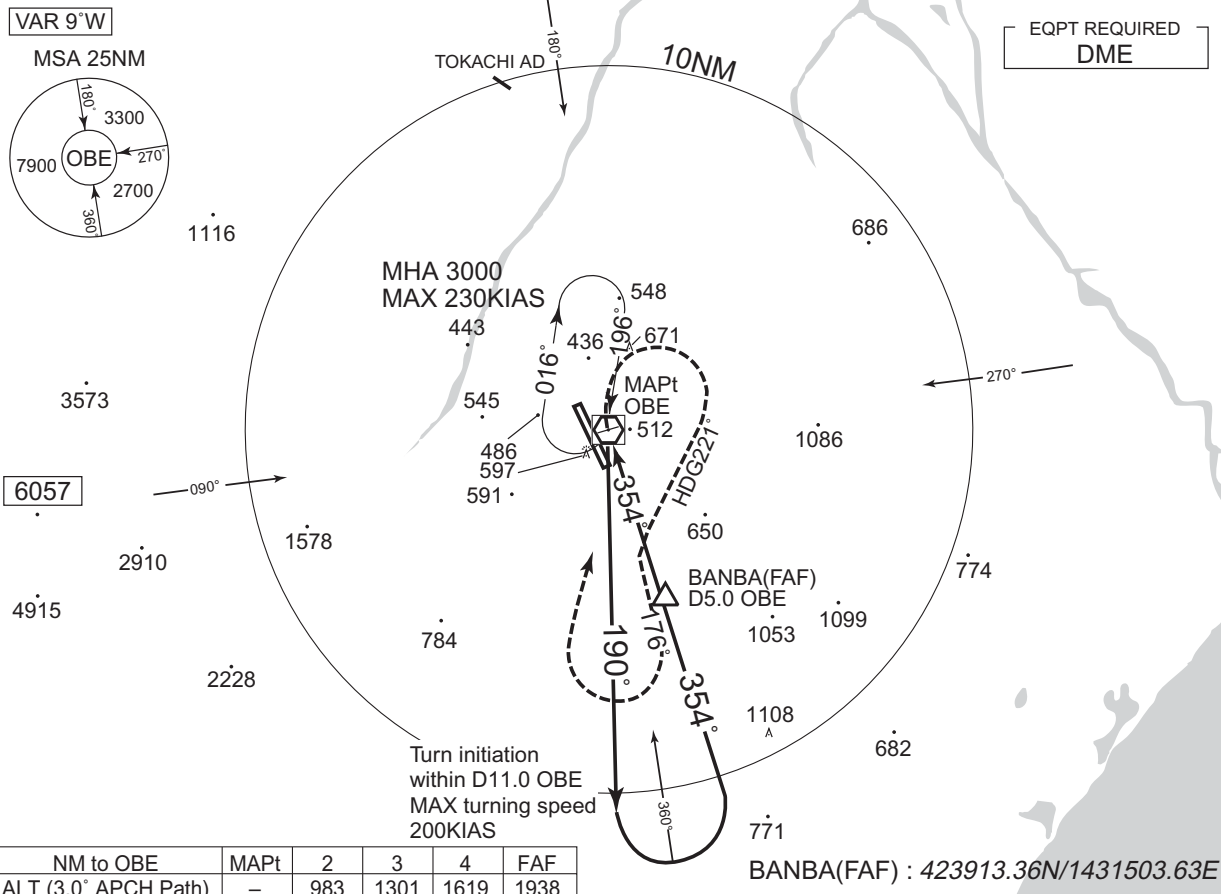 VAR 9°W
MSA 25NM
180°
3300
7900
OBE
270°
2700
360°
EQPT REQUIRED
DME
180°
TOKACHI AD
10NM
1116
686
MHA 3000
MAX 230KIAS
548
443
436
196°
671
016°
270°
3573
MAPt
OBE
545
512
1086
486
597
HDG221°
6057
090°
591
354°
650
1578
2910
BANBA(FAF)
D5.0 OBE
774
4915
1099
176°
1053
784
190°
2228
354°
1108
682
Turn initiation
within D11.0 OBE
MAX turning speed
200KIAS
360°
771
NM to OBE MAPt 2 3 4 FAF
ALT (3.0° APCH Path) – 983 1301 1619 1938
BANBA(FAF) : 423913.36N/1431503.63E